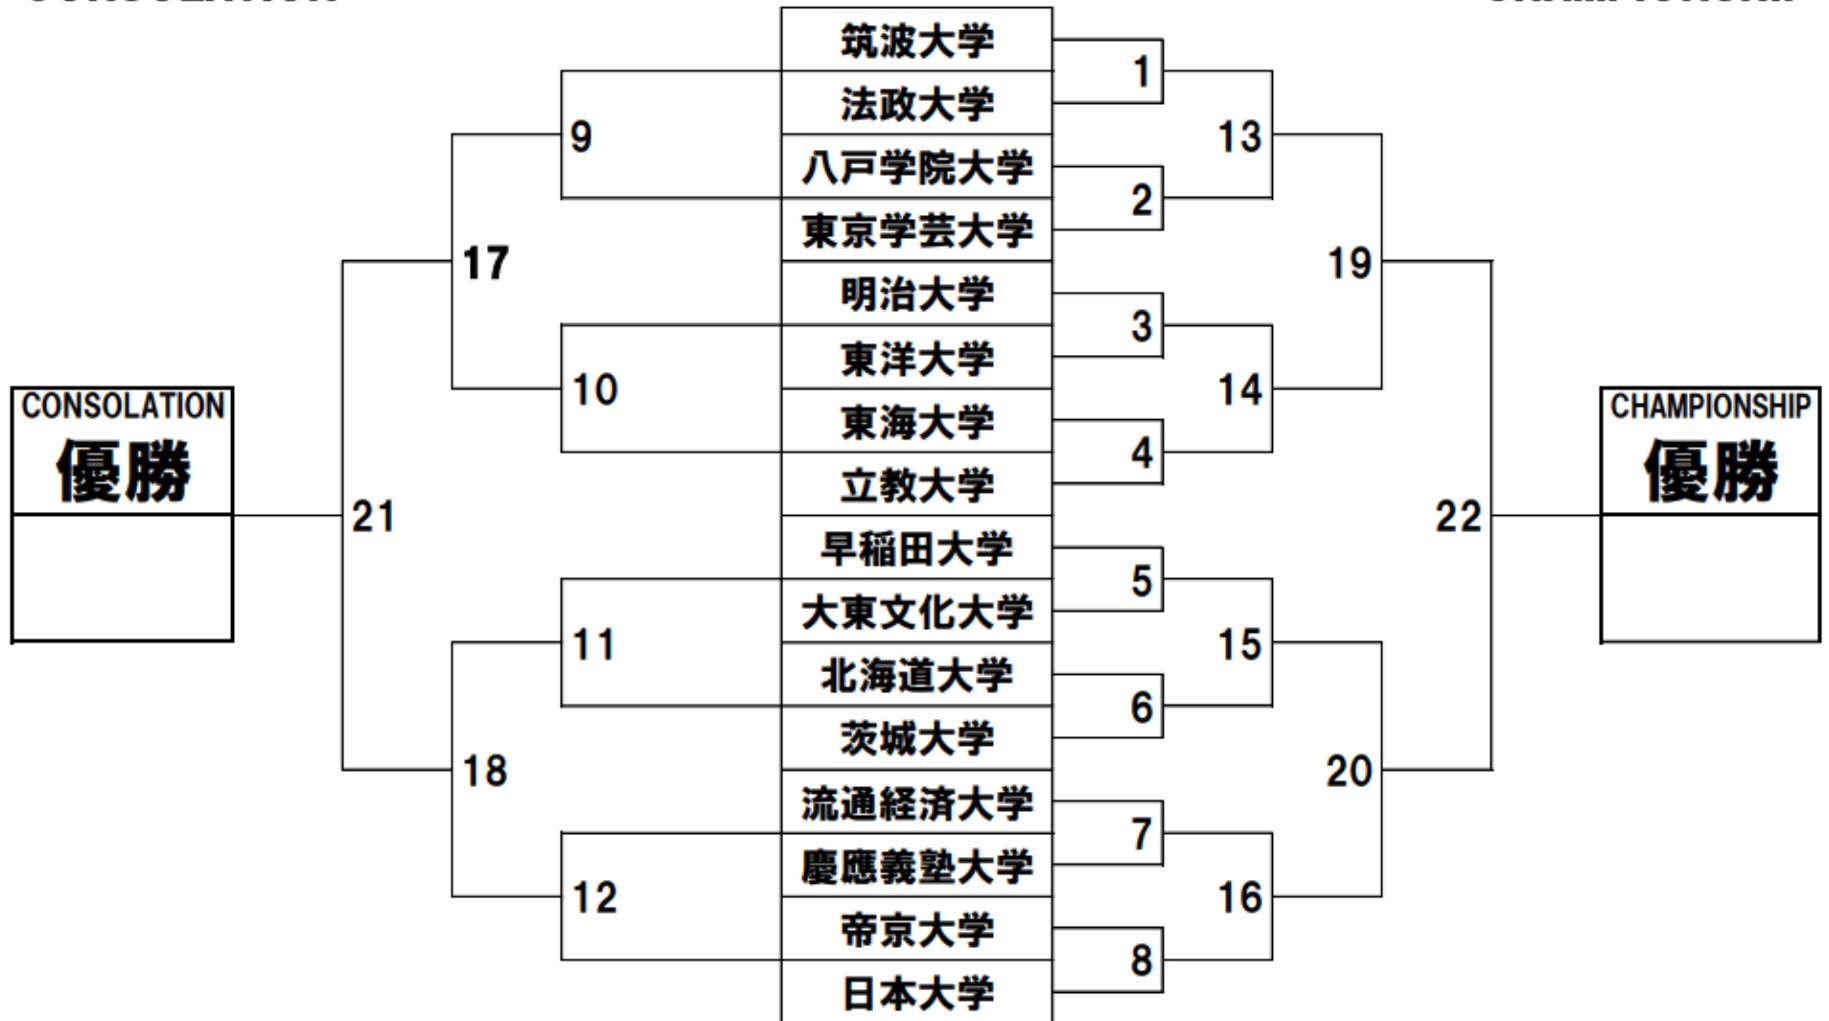 筑波大学
1
法政大学
9
13
八戸学院大学
2
東京学芸大学
17
19
明治大学
3
東洋大学
10
14
CONSOLATION
優勝
東海大学
4
CHAMPIONSHIP
優勝
立教大学
21
22
早稲田大学
5
大東文化大学
11
15
北海道大学
6
茨城大学
18
20
流通経済大学
7
慶應義塾大学
12
16
帝京大学
8
日本大学